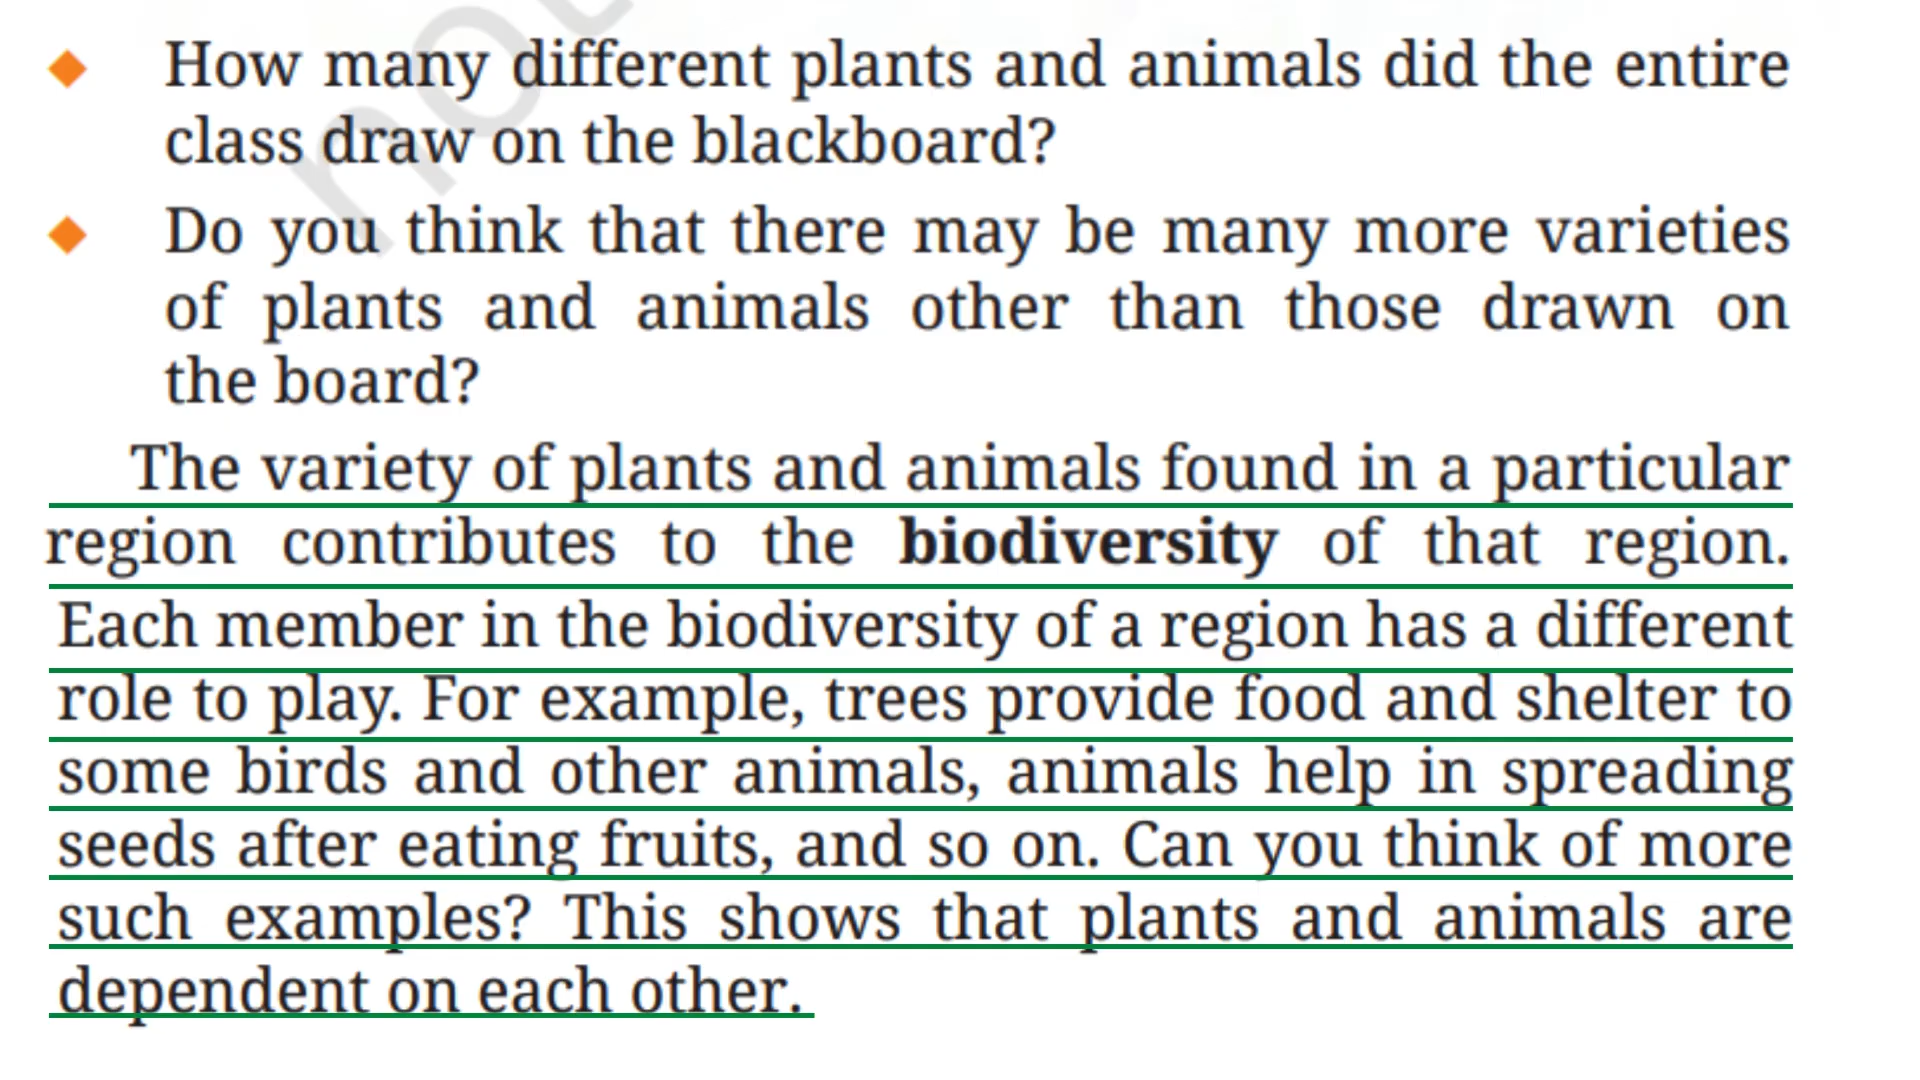 How many different plants and animals did the entire
class draw on the blackboard?
Do you think that there may be many more varieties
of plants and animals other than those drawn on
the board?
The variety of plants and animals found in a particular
region contributes to the biodiversity of that region.
Each member in the biodiversity of a region has a different
role to play. For example, trees provide food and shelter to
some birds and other animals, animals help in spreading
seeds after eating fruits, and so on. Can you think of more
such examples? This shows that plants and animals are
dependent on each other.
not